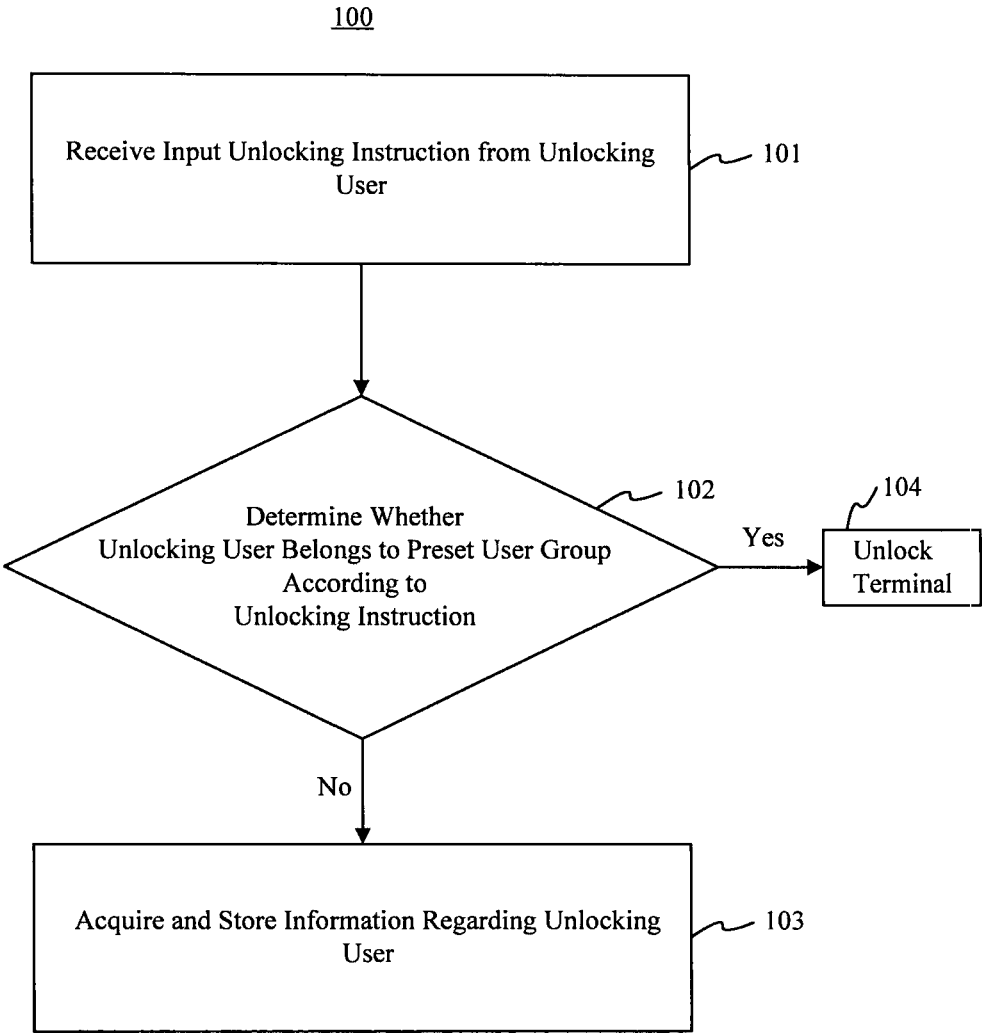 100
Receive Input Unlocking Instruction from Unlocking
User
101
102
Determine Whether
Unlocking User Belongs to Preset User Group
According to
Unlocking Instruction
Yes
104
Unlock
Terminal
No
Acquire and Store Information Regarding Unlocking
User
103